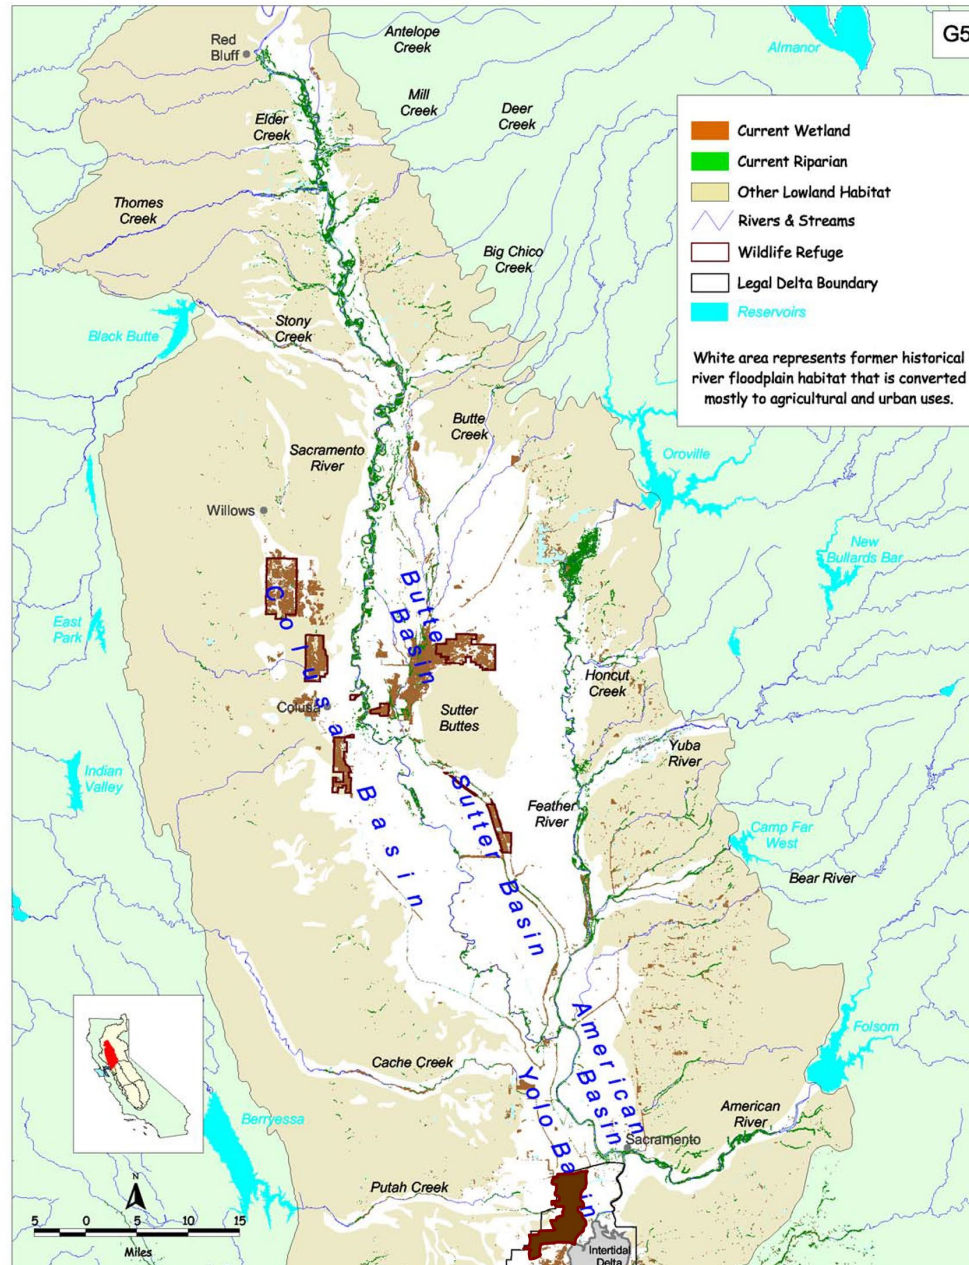 G5
Red
Bluff
Antelope
Creek
Almanor
Mill
Creek
Deer
Creek
Elder
Creek
Current Wetland
Current Riparian
Other Lowland Habitat
Rivers & Streams
Wildlife Refuge
Legal Delta Boundary
Reservoirs
White area represents former historical
river floodplain habitat that is converted
mostly to agricultural and urban uses.
Thomes
Creek
Big Chico
Creek
Black Butte
Stony
Creek
Butte
Creek
Sacramento
River
Oroville
Willows
New
Bullards Bar
Butte
Basin
East
Park
Honcut
Creek
Colusa
Sutter
Buttes
Colusa Basin
Yuba
River
Indian
Valley
Feather
River
Sutter Basin
Camp Far
West
Bear River
American
Basin
Folsom
Cache Creek
Yolo Basin
Berryessa
American
River
Sacramento
Putah Creek
N
5 0 5 10 15
Miles
Intertidal
Delta